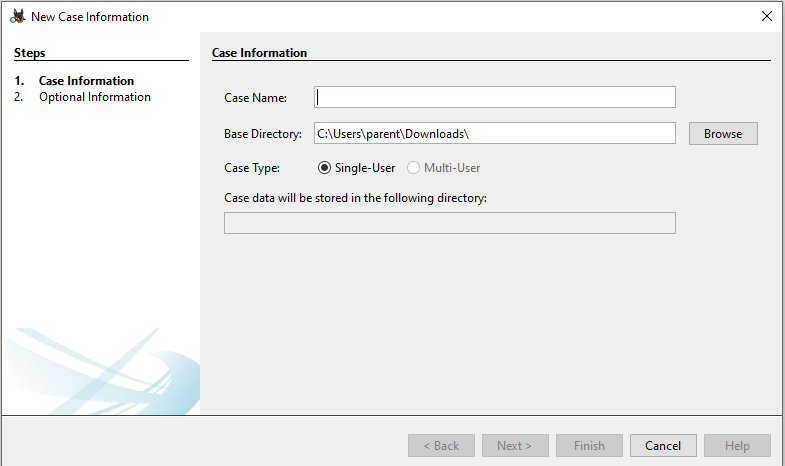 New Case Information
Steps
1. Case Information
2. Optional Information
Case Information
Case Name:
Base Directory: C:\Users\parent\Downloads\ Browse
Case Type: Single-User Multi-User
Case data will be stored in the following directory:
< Back Next > Finish Cancel Help